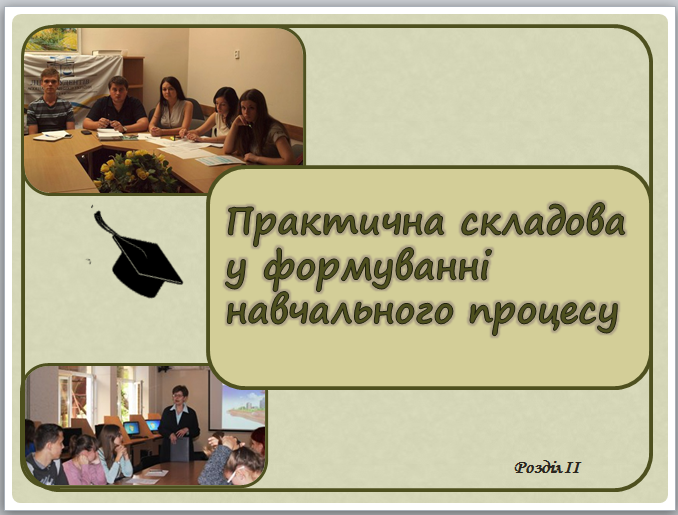 Практична складова
у формуванні
навчального процесу
Розділ II